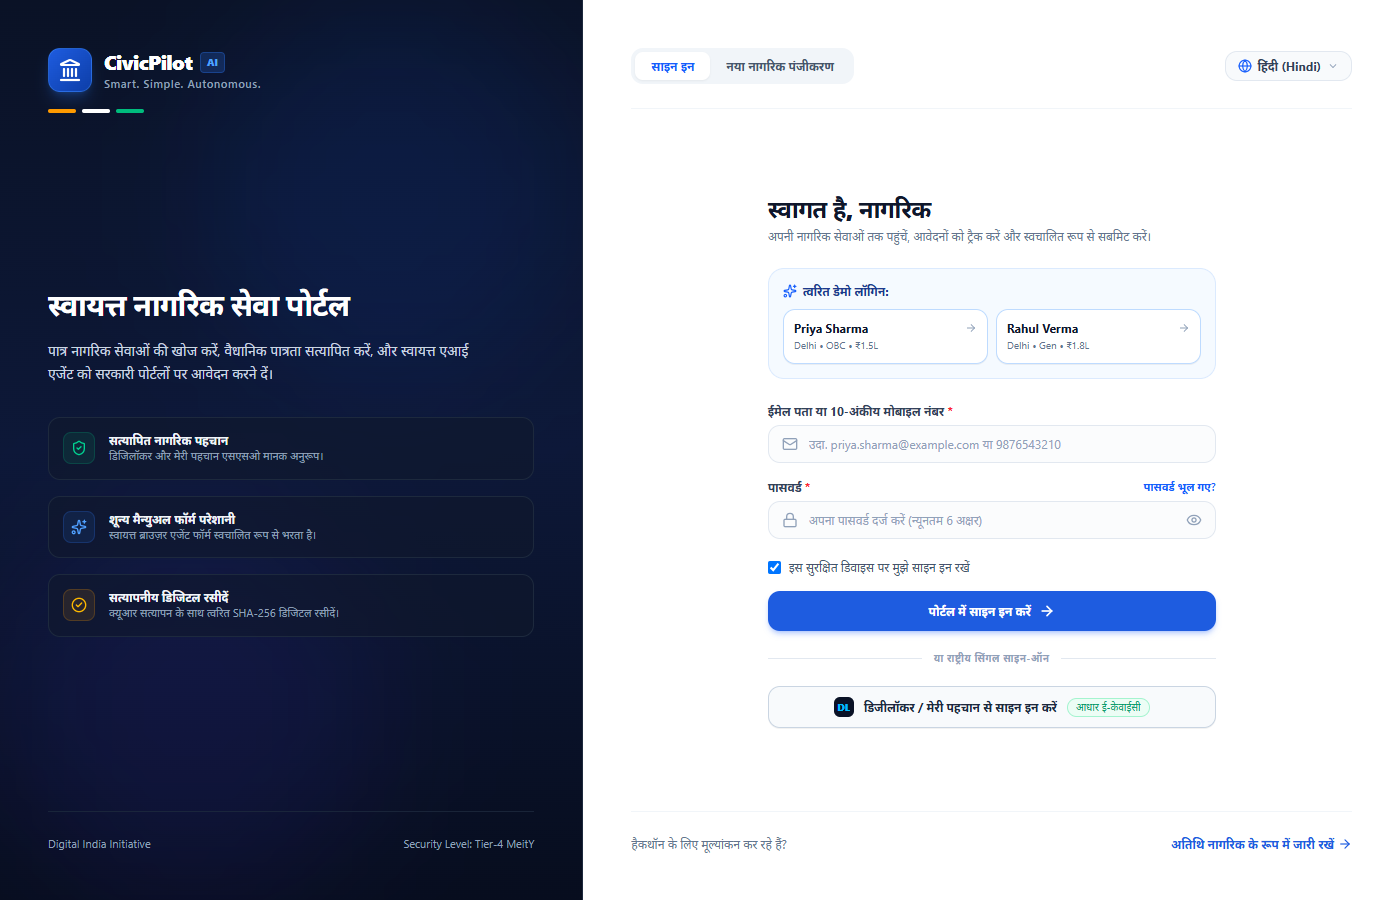 CivicPilot AI
Smart. Simple. Autonomous.
स्वायत्त नागरिक सेवा पोर्टल
पात्र नागरिक सेवाओं की खोज करें, वैधानिक पात्रता सत्यापित करें, और स्वायत्त एआई
एजेंट को सरकारी पोर्टलों पर आवेदन करने दें।
सत्यापित नागरिक पहचान
डिजिलॉकर और मेरी पहचान एसएसओ मानक अनुरूप।
शून्य मैन्युअल फॉर्म परेशानी
स्वायत्त ब्राउज़र एजेंट फॉर्म स्वचालित रूप से भरता है।
सत्यापनीय डिजिटल रसीदें
क्यूआर सत्यापन के साथ त्वरित SHA-256 डिजिटल रसीदें।
Digital India Initiative
Security Level: Tier-4 MeitY
साइन इन
नया नागरिक पंजीकरण
हिंदी (Hindi)
स्वागत है, नागरिक
अपनी नागरिक सेवाओं तक पहुंचें, आवेदनों को ट्रैक करें और स्वचालित रूप से सबमिट करें।
त्वरित डेमो लॉगिन:
Priya Sharma
Delhi • OBC • ₹1.5L
Rahul Verma
Delhi • Gen • ₹1.8L
ईमेल पता या 10-अंकीय मोबाइल नंबर *
उदा. priya.sharma@example.com या 9876543210
पासवर्ड *
पासवर्ड भूल गए?
अपना पासवर्ड दर्ज करें (न्यूनतम 6 अक्षर)
इस सुरक्षित डिवाइस पर मुझे साइन इन रखें
पोर्टल में साइन इन करें
या राष्ट्रीय सिंगल साइन-ऑन
DL डिजीलॉकर / मेरी पहचान से साइन इन करें आधार ई-केवाईसी
हैकथॉन के लिए मूल्यांकन कर रहे हैं?
अतिथि नागरिक के रूप में जारी रखें